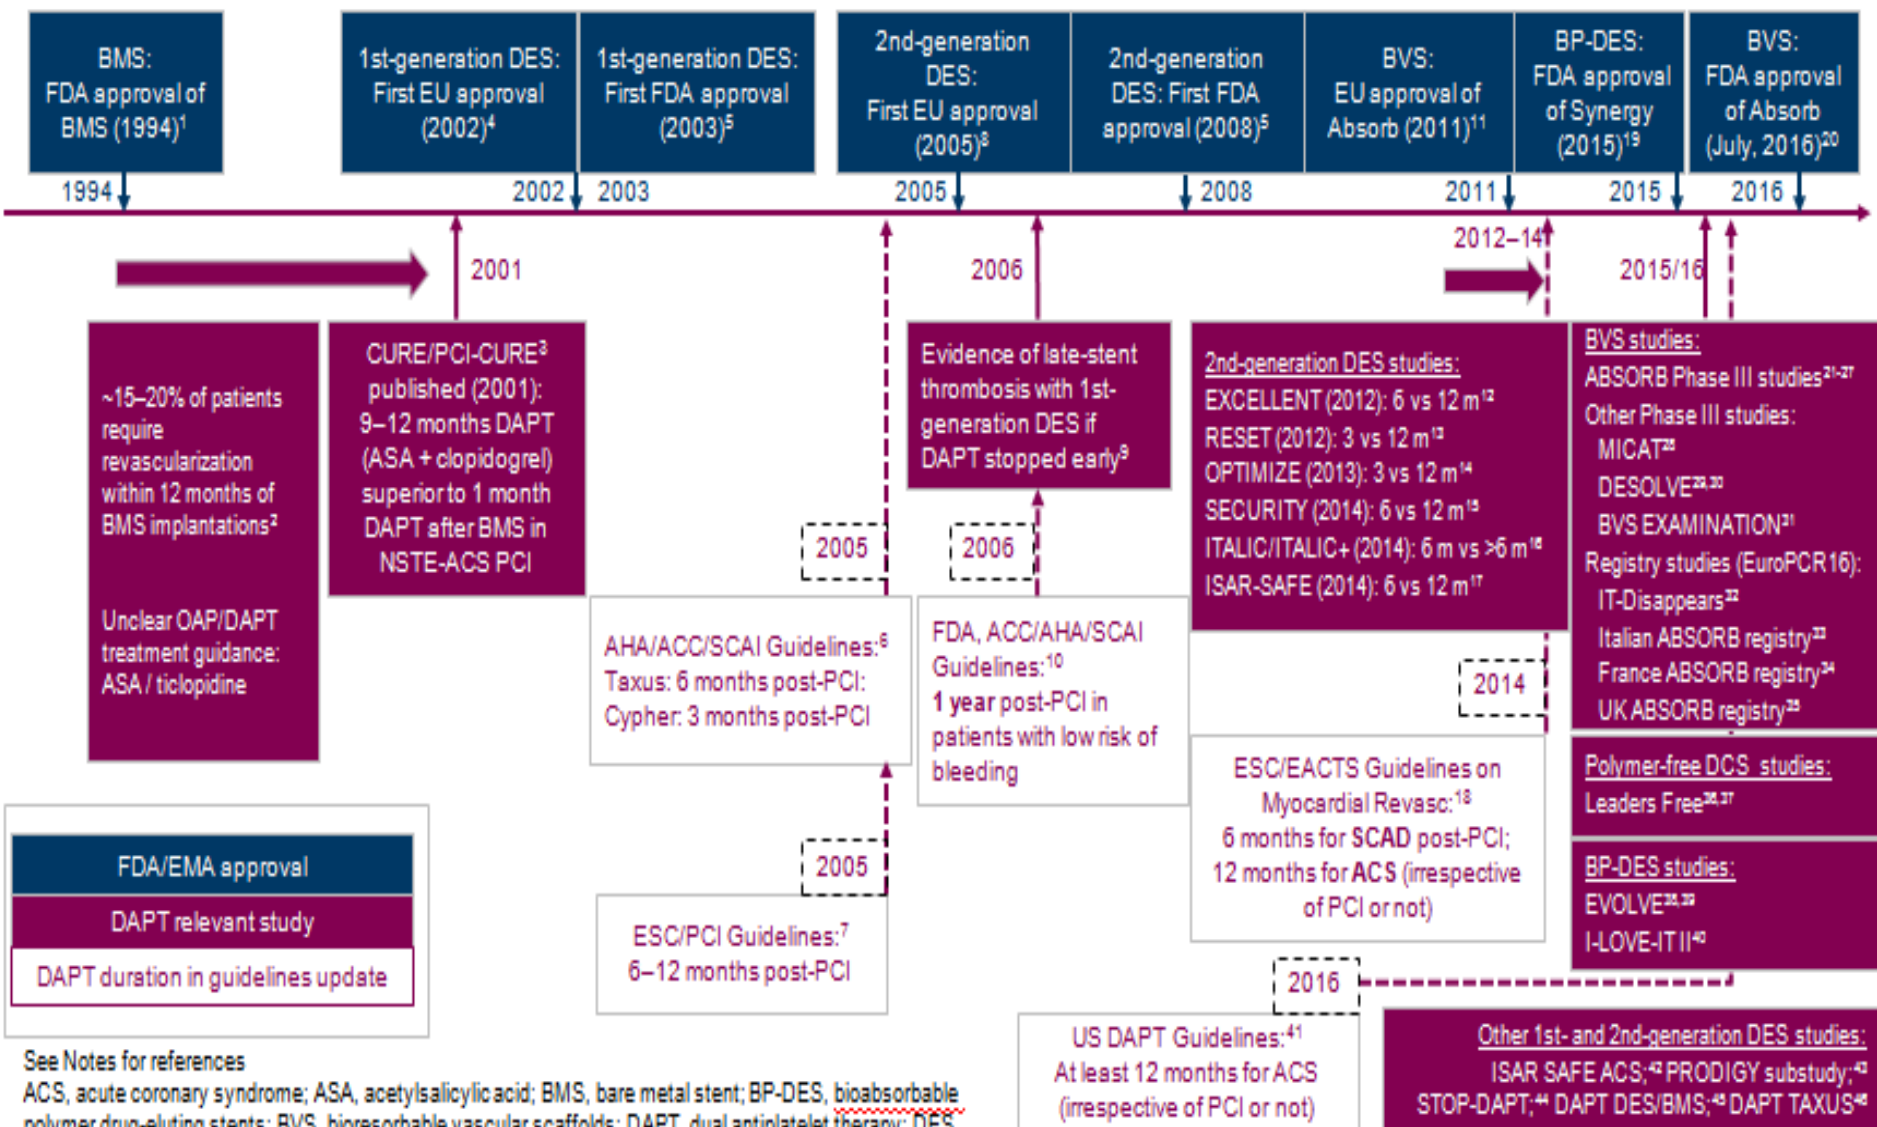 BMS:
FDA approval of
BMS (1994)¹
1st-generation DES:
First EU approval
(2002)⁴
1st-generation DES:
First FDA approval
(2003)⁵
2nd-generation
DES:
First EU approval
(2005)⁸
2nd-generation
DES: First FDA
approval (2008)⁵
BVS:
EU approval of
Absorb (2011)¹¹
BP-DES:
FDA approval
of Synergy
(2015)¹⁹
BVS:
FDA approval
of Absorb
(July, 2016)²⁰
1994
2002
2003
2005
2008
2011
2015
2016
2001
2006
2012–14
2015/16
~15–20% of patients
require
revascularization
within 12 months of
BMS implantations²
Unclear OAP/DAPT
treatment guidance:
ASA / ticlopidine
CURE/PCI-CURE³
published (2001):
9–12 months DAPT
(ASA + clopidogrel)
superior to 1 month
DAPT after BMS in
NSTE-ACS PCI
Evidence of late-stent
thrombosis with 1st-
generation DES if
DAPT stopped early⁹
2nd-generation DES studies:
EXCELLENT (2012): 6 vs 12 m¹²
RESET (2012): 3 vs 12 m¹³
OPTIMIZE (2013): 3 vs 12 m¹⁴
SECURITY (2014): 6 vs 12 m¹⁵
ITALIC/ITALIC+ (2014): 6 m vs >6 m¹⁶
ISAR-SAFE (2014): 6 vs 12 m¹⁷
BVS studies:
ABSORB Phase III studies²¹⁻²⁷
Other Phase III studies:
MICAT²⁸
DESOLVE²⁹,³⁰
BVS EXAMINATION³¹
Registry studies (EuroPCR16):
IT-Disappears³²
Italian ABSORB registry³³
France ABSORB registry³⁴
UK ABSORB registry³⁵
Polymer-free DCS studies:
Leaders Free³⁶,³⁷
BP-DES studies:
EVOLVE³⁸,³⁹
I-LOVE-IT II⁴⁰
2005
2006
AHA/ACC/SCAI Guidelines:⁶
Taxus: 6 months post-PCI:
Cypher: 3 months post-PCI
FDA, ACC/AHA/SCAI
Guidelines:¹⁰
1 year post-PCI in
patients with low risk of
bleeding
2014
ESC/EACTS Guidelines on
Myocardial Revasc:¹⁸
6 months for SCAD post-PCI;
12 months for ACS (irrespective
of PCI or not)
2005
ESC/PCI Guidelines:⁷
6–12 months post-PCI
2016
US DAPT Guidelines:⁴¹
At least 12 months for ACS
(irrespective of PCI or not)
Other 1st- and 2nd-generation DES studies:
ISAR SAFE ACS;⁴² PRODIGY substudy;⁴³
STOP-DAPT;⁴⁴ DAPT DES/BMS;⁴⁵ DAPT TAXUS⁴⁶
FDA/EMA approval
DAPT relevant study
DAPT duration in guidelines update
See Notes for references
ACS, acute coronary syndrome; ASA, acetylsalicylic acid; BMS, bare metal stent; BP-DES, bioabsorbable
polymer drug-eluting stents; BVS, bioresorbable vascular scaffolds; DAPT, dual antiplatelet therapy; DES,